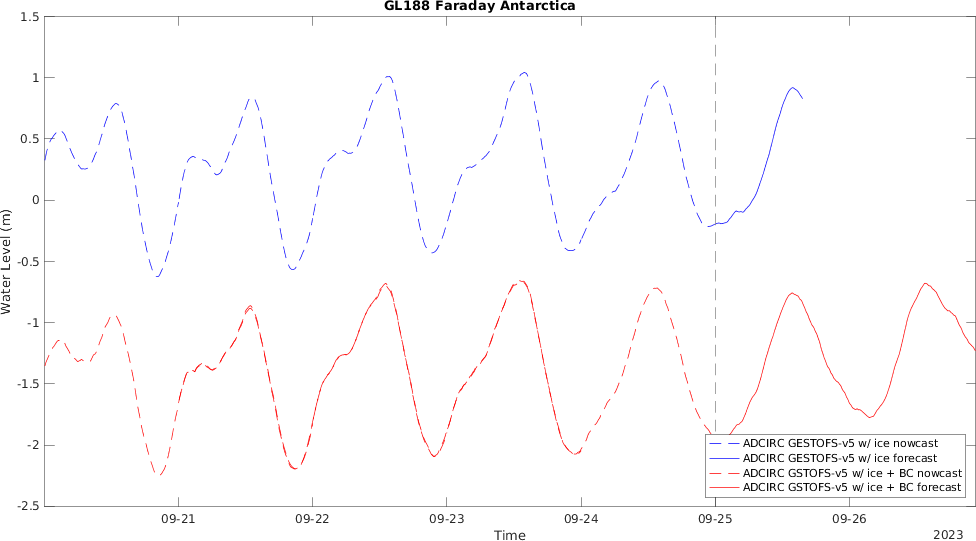 GL188 Faraday Antarctica
1.5
1
0.5
0
-0.5
-1
-1.5
-2
-2.5
Water Level (m)
09-21
09-22
09-23
09-24
09-25
09-26
Time
2023
ADCIRC GESTOFS-v5 w/ ice nowcast
ADCIRC GESTOFS-v5 w/ ice forecast
ADCIRC GSTOFS-v5 w/ ice + BC nowcast
ADCIRC GSTOFS-v5 w/ ice + BC forecast